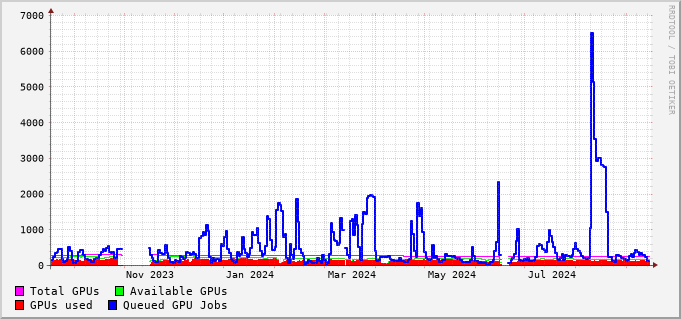 7000
6000
5000
4000
3000
2000
1000
0
Nov 2023 Jan 2024 Mar 2024 May 2024 Jul 2024
Total GPUs Available GPUs
GPUs used Queued GPU Jobs
RRDTOOL / TOBI OETIKER